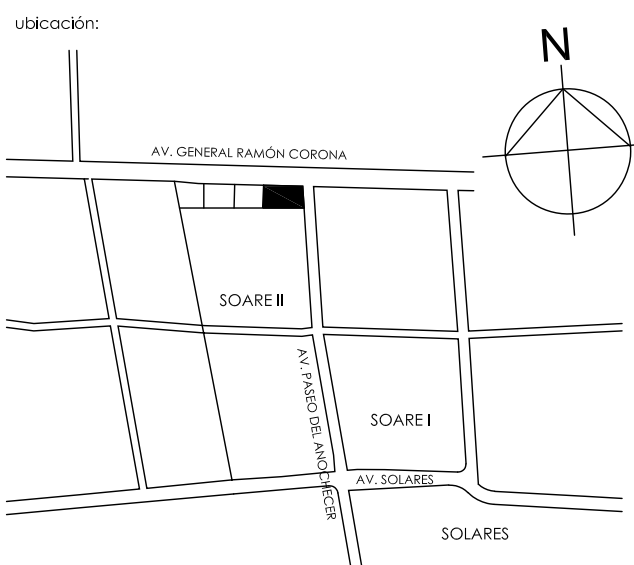 ubicación:
N
AV. GENERAL RAMÓN CORONA
SOARE II
AV. PASEO DEL ANOCHECER
SOARE I
AV. SOLARES
SOLARES